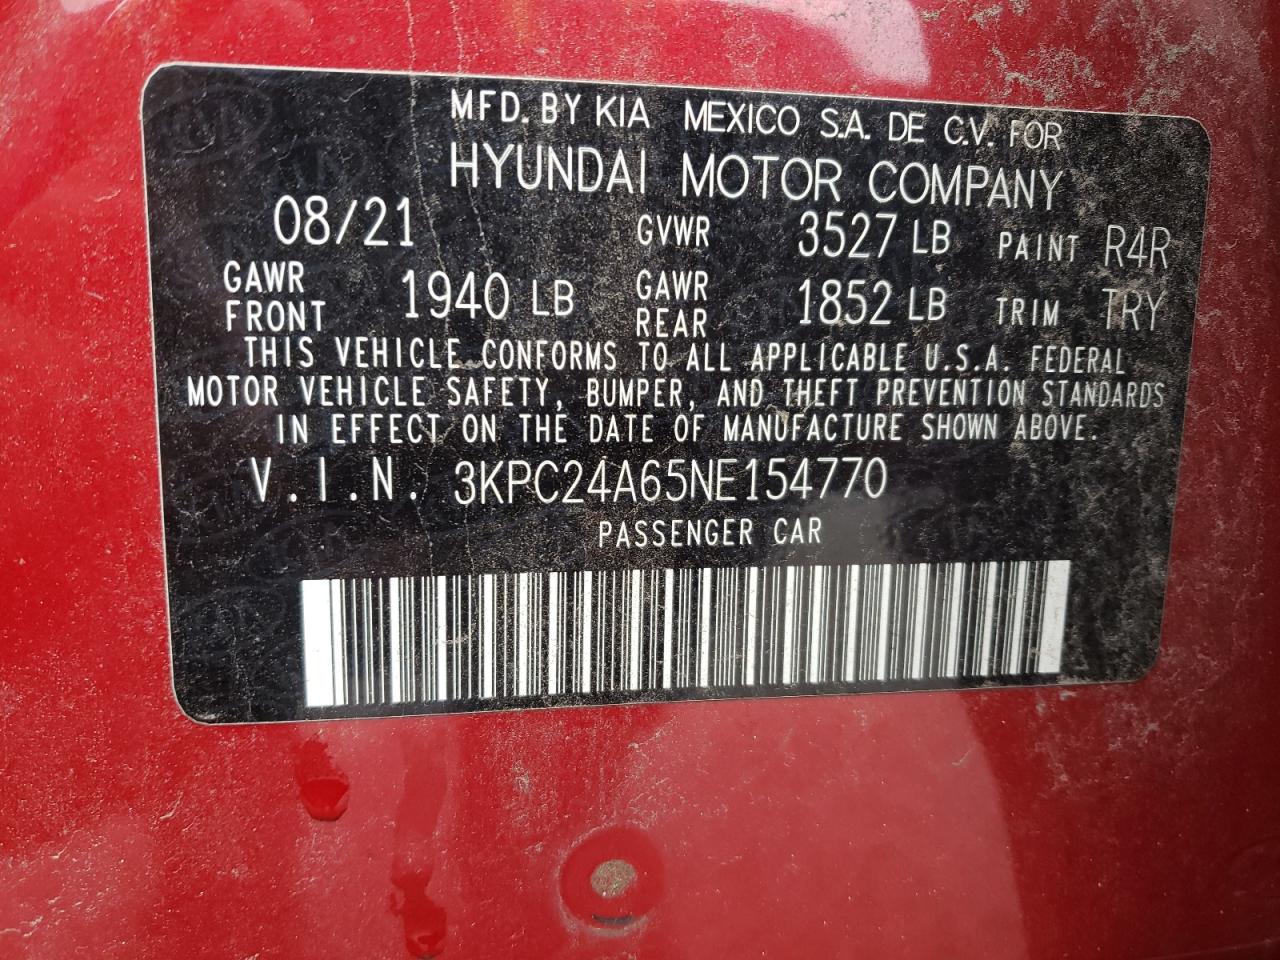 MFD. BY KIA MEXICO S.A. DE C.V. FOR
HYUNDAI MOTOR COMPANY
08/21 GVWR 3527 LB PAINT R4R
GAWR FRONT 1940 LB GAWR REAR 1852 LB TRIM TRY
THIS VEHICLE CONFORMS TO ALL APPLICABLE U.S.A. FEDERAL
MOTOR VEHICLE SAFETY, BUMPER, AND THEFT PREVENTION STANDARDS
IN EFFECT ON THE DATE OF MANUFACTURE SHOWN ABOVE.
V.I.N. 3KPC24A65NE154770
PASSENGER CAR